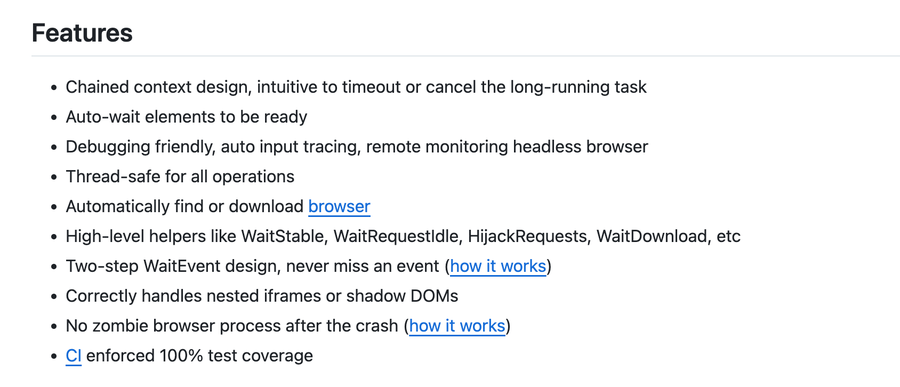 Features
• Chained context design, intuitive to timeout or cancel the long-running task
• Auto-wait elements to be ready
• Debugging friendly, auto input tracing, remote monitoring headless browser
• Thread-safe for all operations
• Automatically find or download browser
• High-level helpers like WaitStable, WaitRequestIdle, HijackRequests, WaitDownload, etc
• Two-step WaitEvent design, never miss an event (how it works)
• Correctly handles nested iframes or shadow DOMs
• No zombie browser process after the crash (how it works)
• CI enforced 100% test coverage